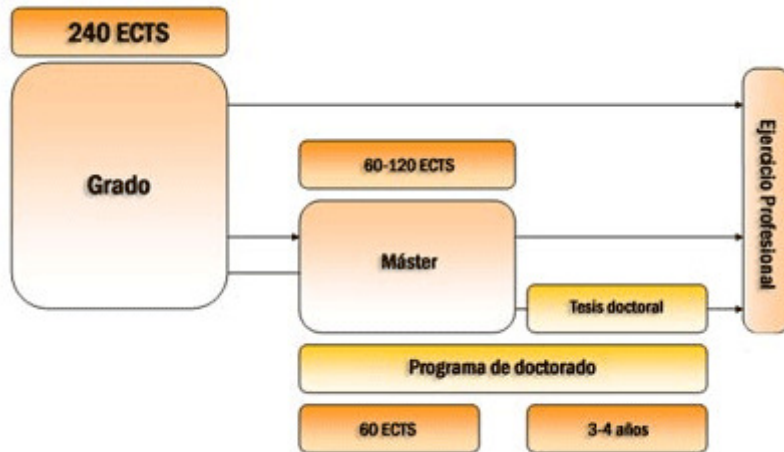 240 ECTS
Grado
60-120 ECTS
Máster
Ejercicio Profesional
Tesis doctoral
Programa de doctorado
60 ECTS
3-4 años